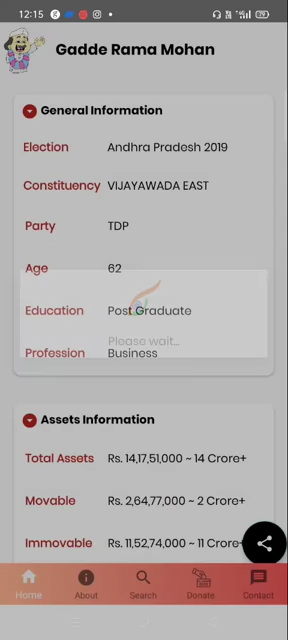 12:15
Gadde Rama Mohan
General Information
Election Andhra Pradesh 2019
Constituency VIJAYAWADA EAST
Party TDP
Age 62
Education Post Graduate
Please wait...
Profession Business
Assets Information
Total Assets Rs. 14,17,51,000 ~ 14 Crore+
Movable Rs. 2,64,77,000 ~ 2 Crore+
Immovable Rs. 11,52,74,000 ~ 11 Crore+
Home About Search Donate Contact